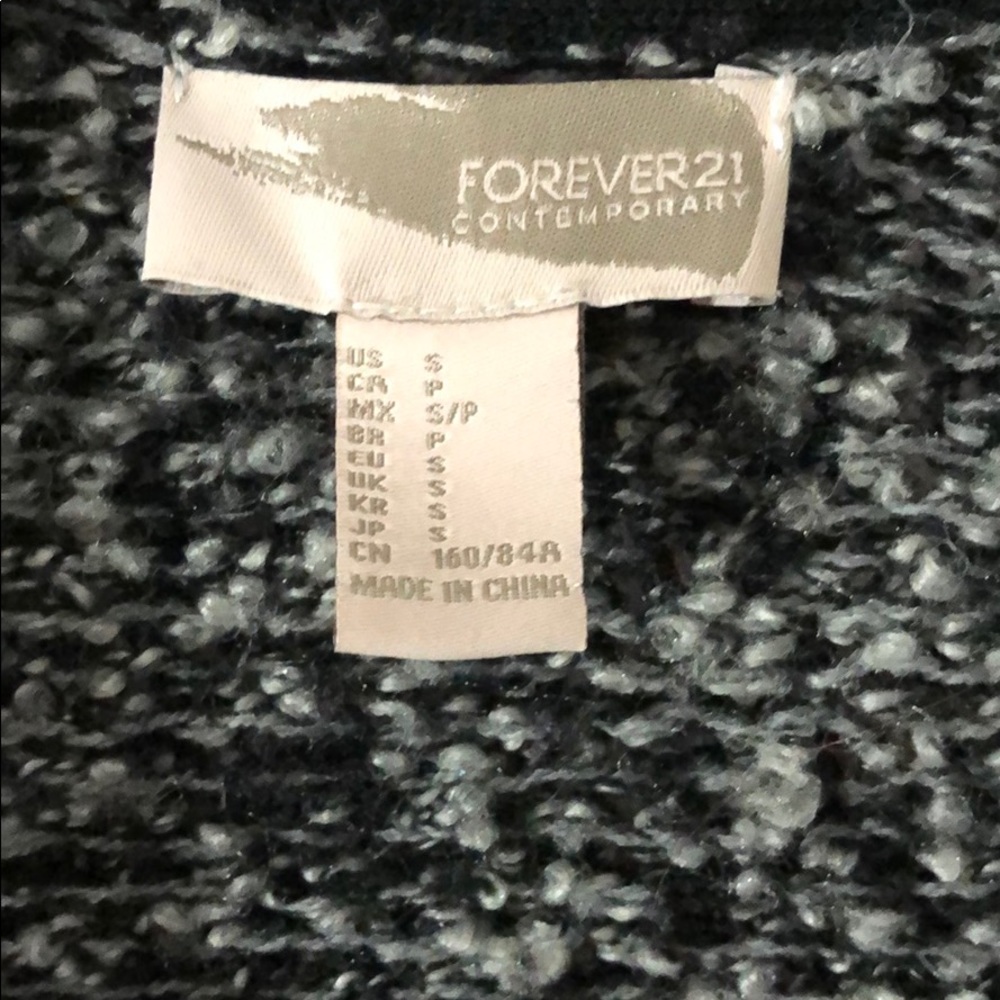 FOREVER21
CONTEMPORARY
US S
CA P
MX S/P
BR P
EU S
UK S
KR S
JP S
CN 160/84A
MADE IN CHINA